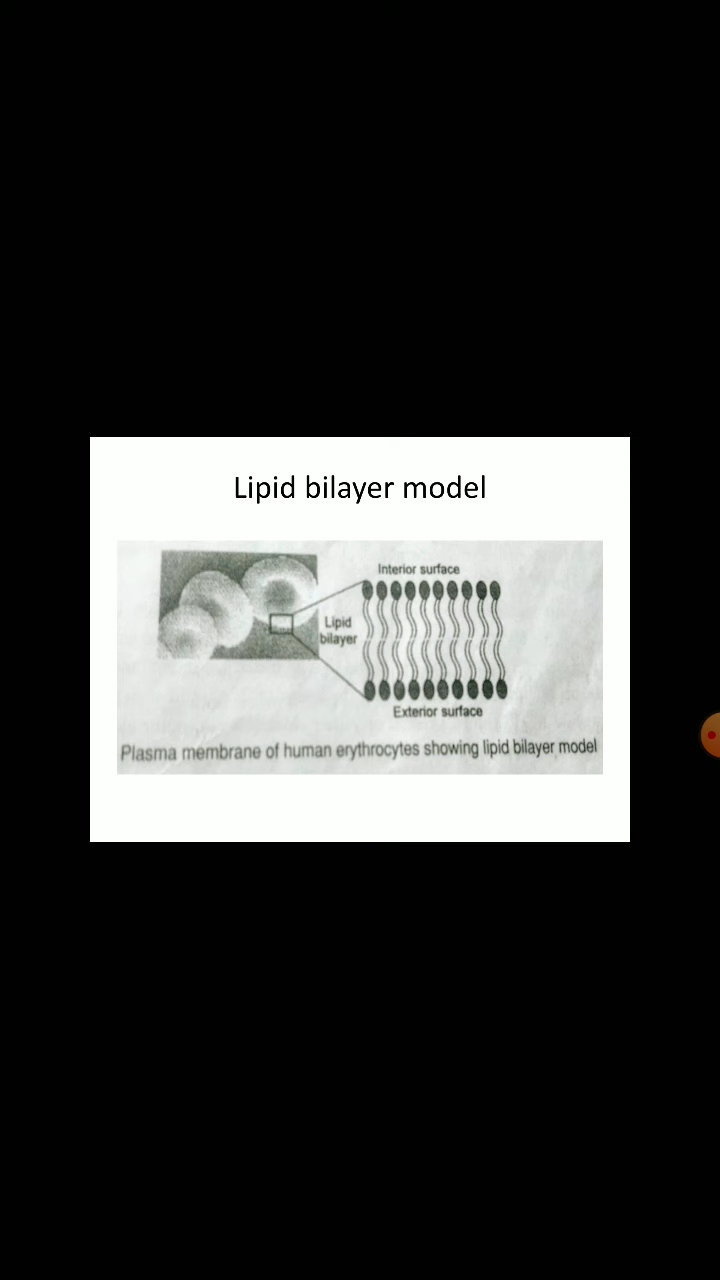 Lipid bilayer model
Interior surface
Lipid
bilayer
Exterior surface
Plasma membrane of human erythrocytes showing lipid bilayer model